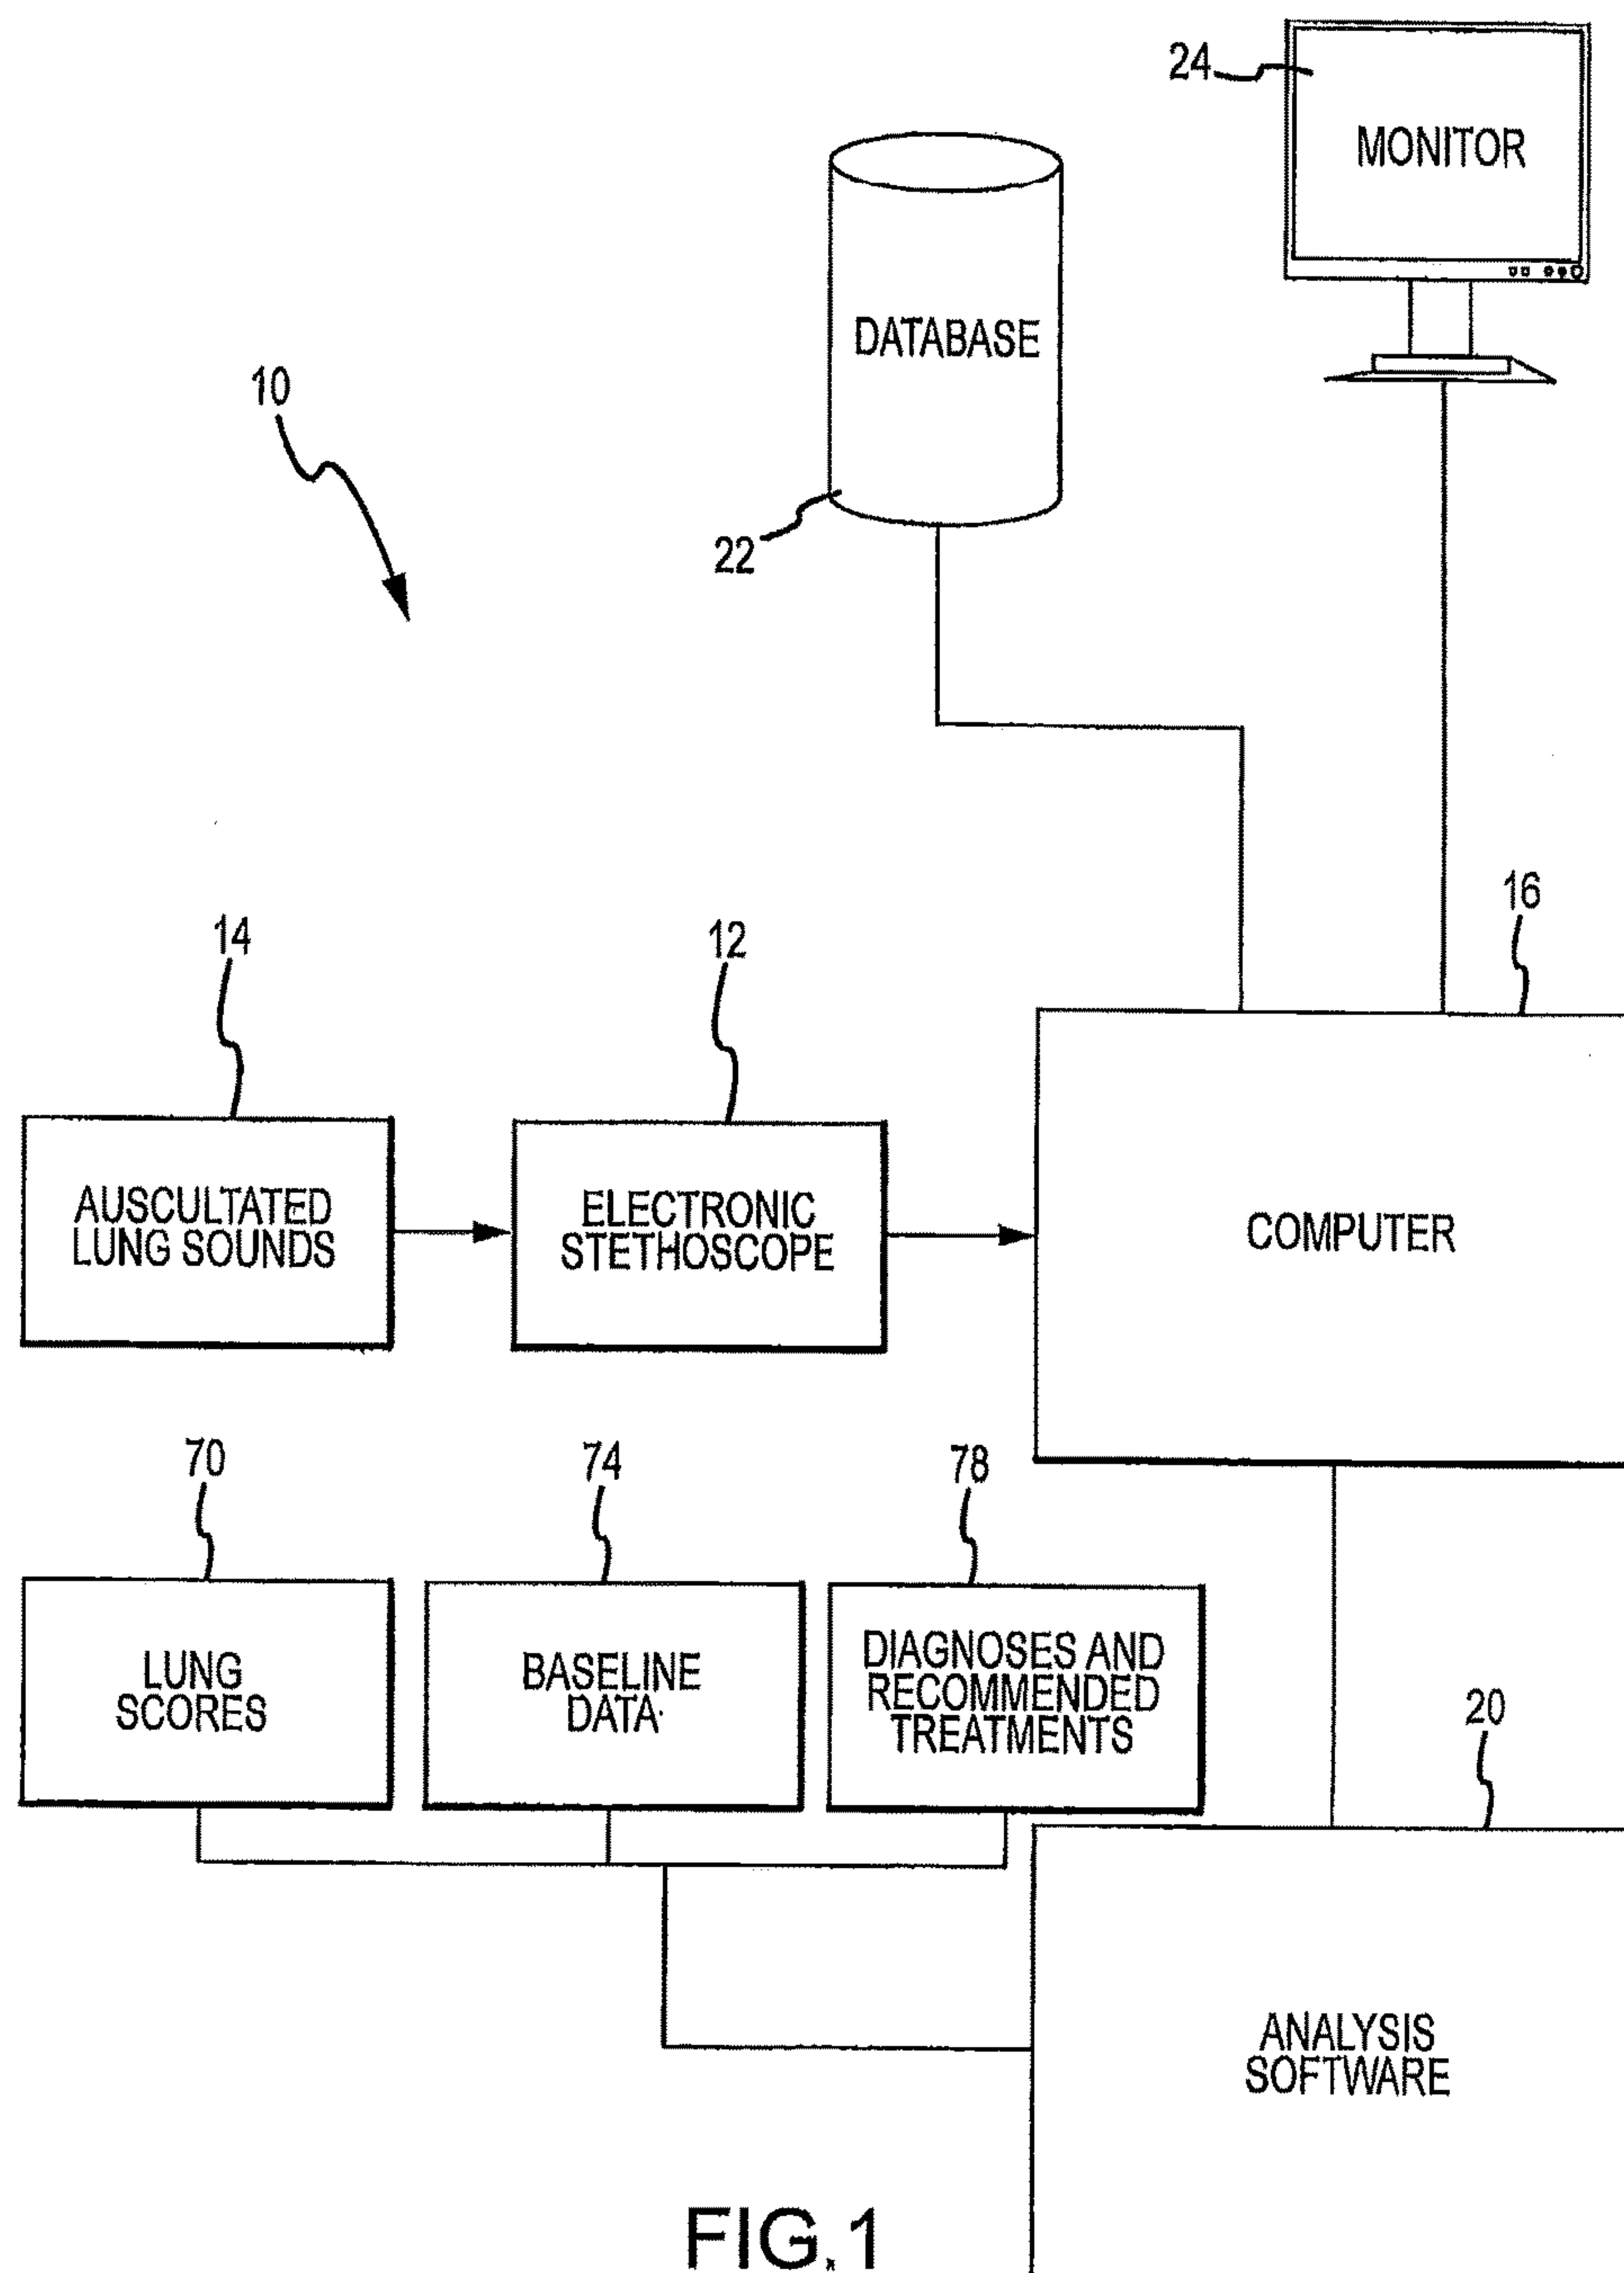 24
MONITOR
DATABASE
10
22
16
14
12
AUSCULTATED
LUNG SOUNDS
ELECTRONIC
STETHOSCOPE
COMPUTER
70
74
78
LUNG
SCORES
BASELINE
DATA
DIAGNOSES AND
RECOMMENDED
TREATMENTS
20
ANALYSIS
SOFTWARE
FIG.1